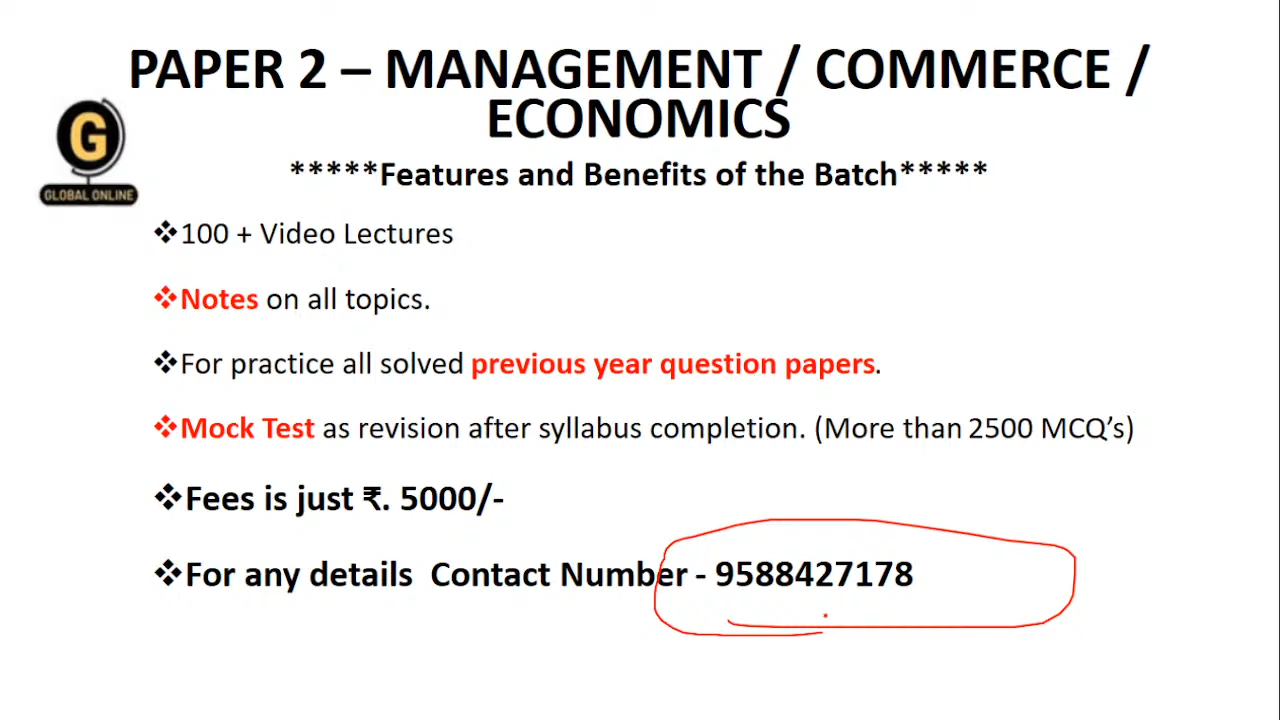 PAPER 2 – MANAGEMENT / COMMERCE /
ECONOMICS
G
GLOBAL ONLINE
*****Features and Benefits of the Batch*****
❖100 + Video Lectures
❖Notes on all topics.
❖For practice all solved previous year question papers.
❖Mock Test as revision after syllabus completion. (More than 2500 MCQ’s)
❖Fees is just ₹. 5000/-
❖For any details  Contact Number - 9588427178